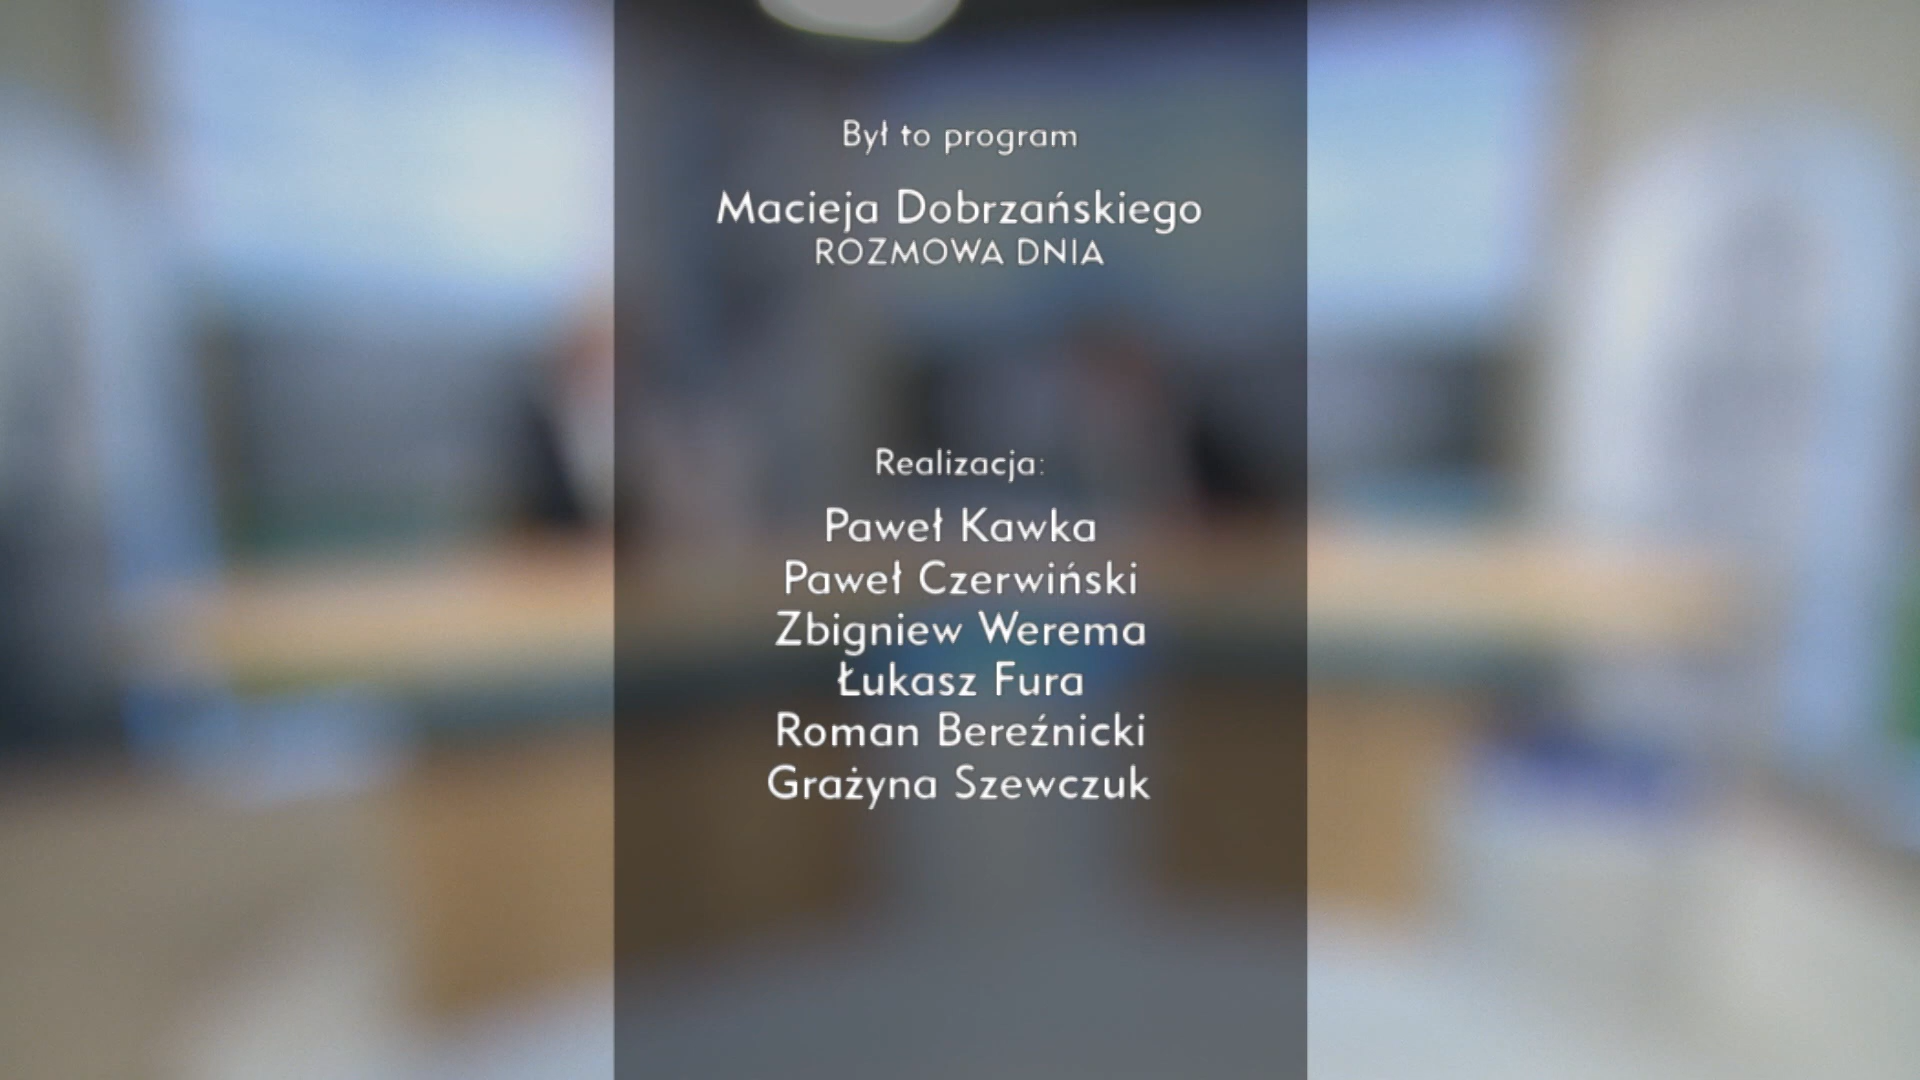 Był to program
Macieja Dobrzańskiego
ROZMOWA DNIA
Realizacja:
Paweł Kawka
Paweł Czerwiński
Zbigniew Werema
Łukasz Fura
Roman Bereźnicki
Grażyna Szewczuk